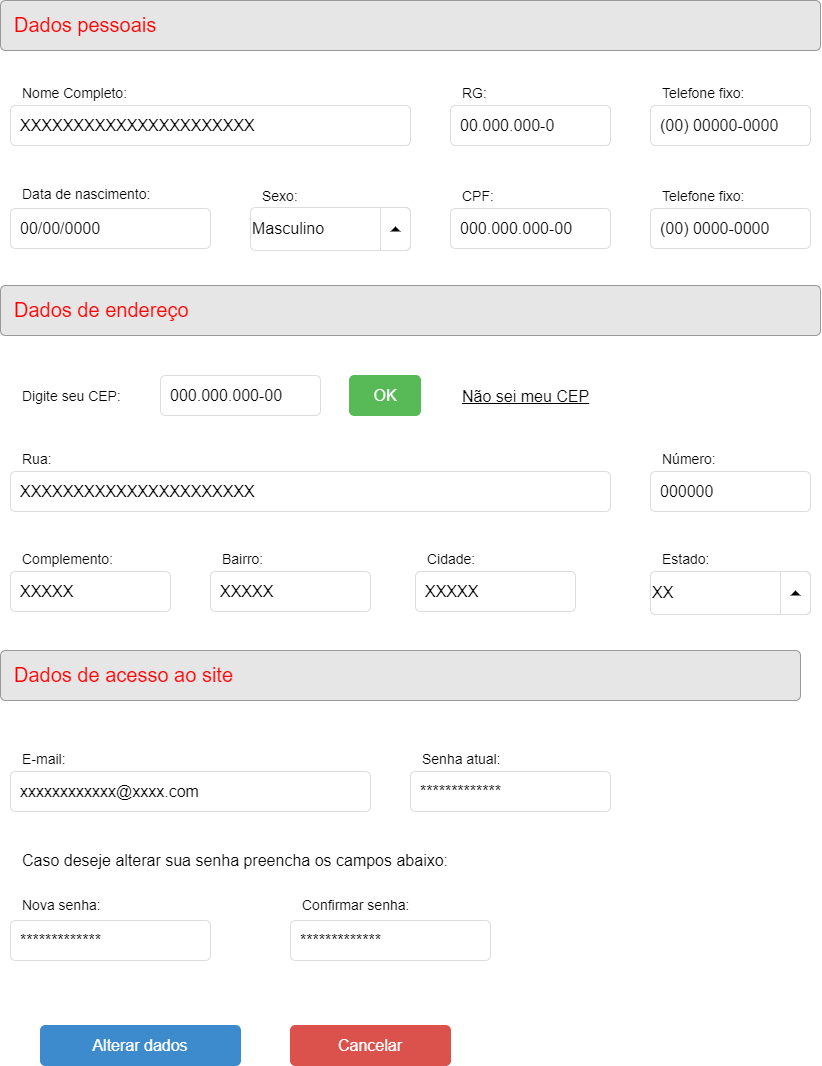 Dados pessoais
Nome Completo: RG: Telefone fixo:
XXXXXXXXXXXXXXXXXXXXXX 00.000.000-0 (00) 00000-0000
Data de nascimento: Sexo: CPF: Telefone fixo:
00/00/0000 Masculino 000.000.000-00 (00) 0000-0000
Dados de endereço
Digite seu CEP: 000.000.000-00 OK Não sei meu CEP
Rua: Número:
XXXXXXXXXXXXXXXXXXXXXX 000000
Complemento: Bairro: Cidade: Estado:
XXXXX XXXXX XXXXX XX
Dados de acesso ao site
E-mail: Senha atual:
xxxxxxxxxxxx@xxxx.com *************
Caso deseje alterar sua senha preencha os campos abaixo:
Nova senha: Confirmar senha:
************* *************
Alterar dados Cancelar